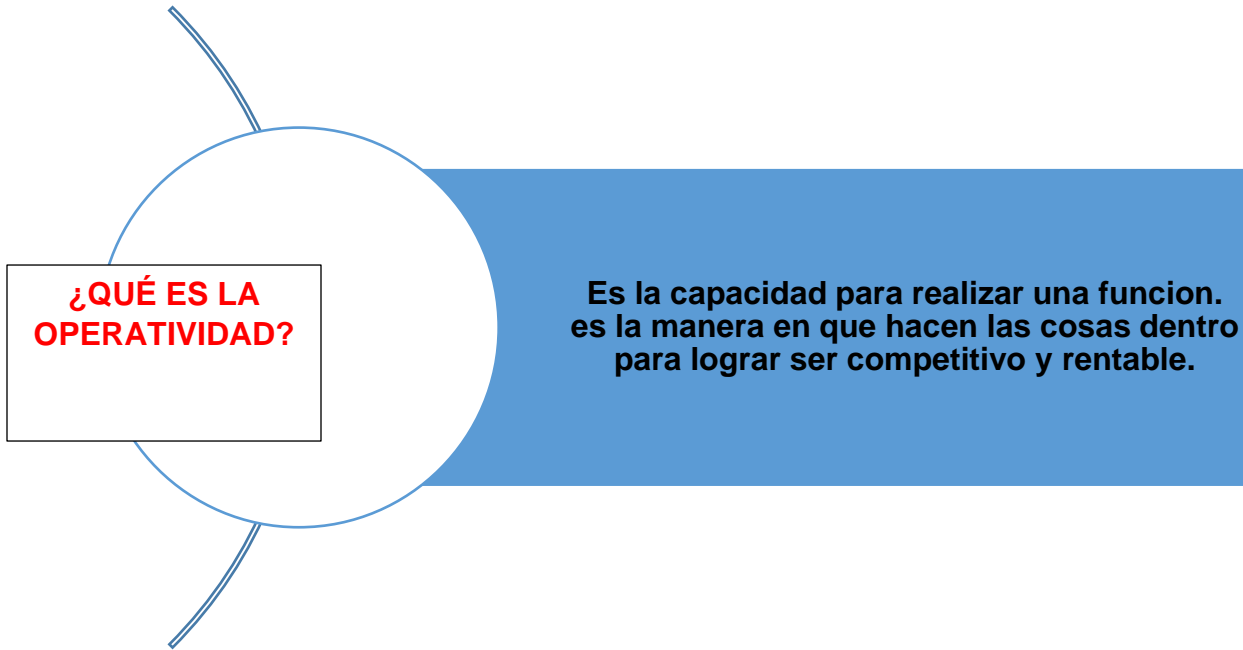 ¿QUÉ ES LA
OPERATIVIDAD?
Es la capacidad para realizar una funcion.
es la manera en que hacen las cosas dentro
para lograr ser competitivo y rentable.